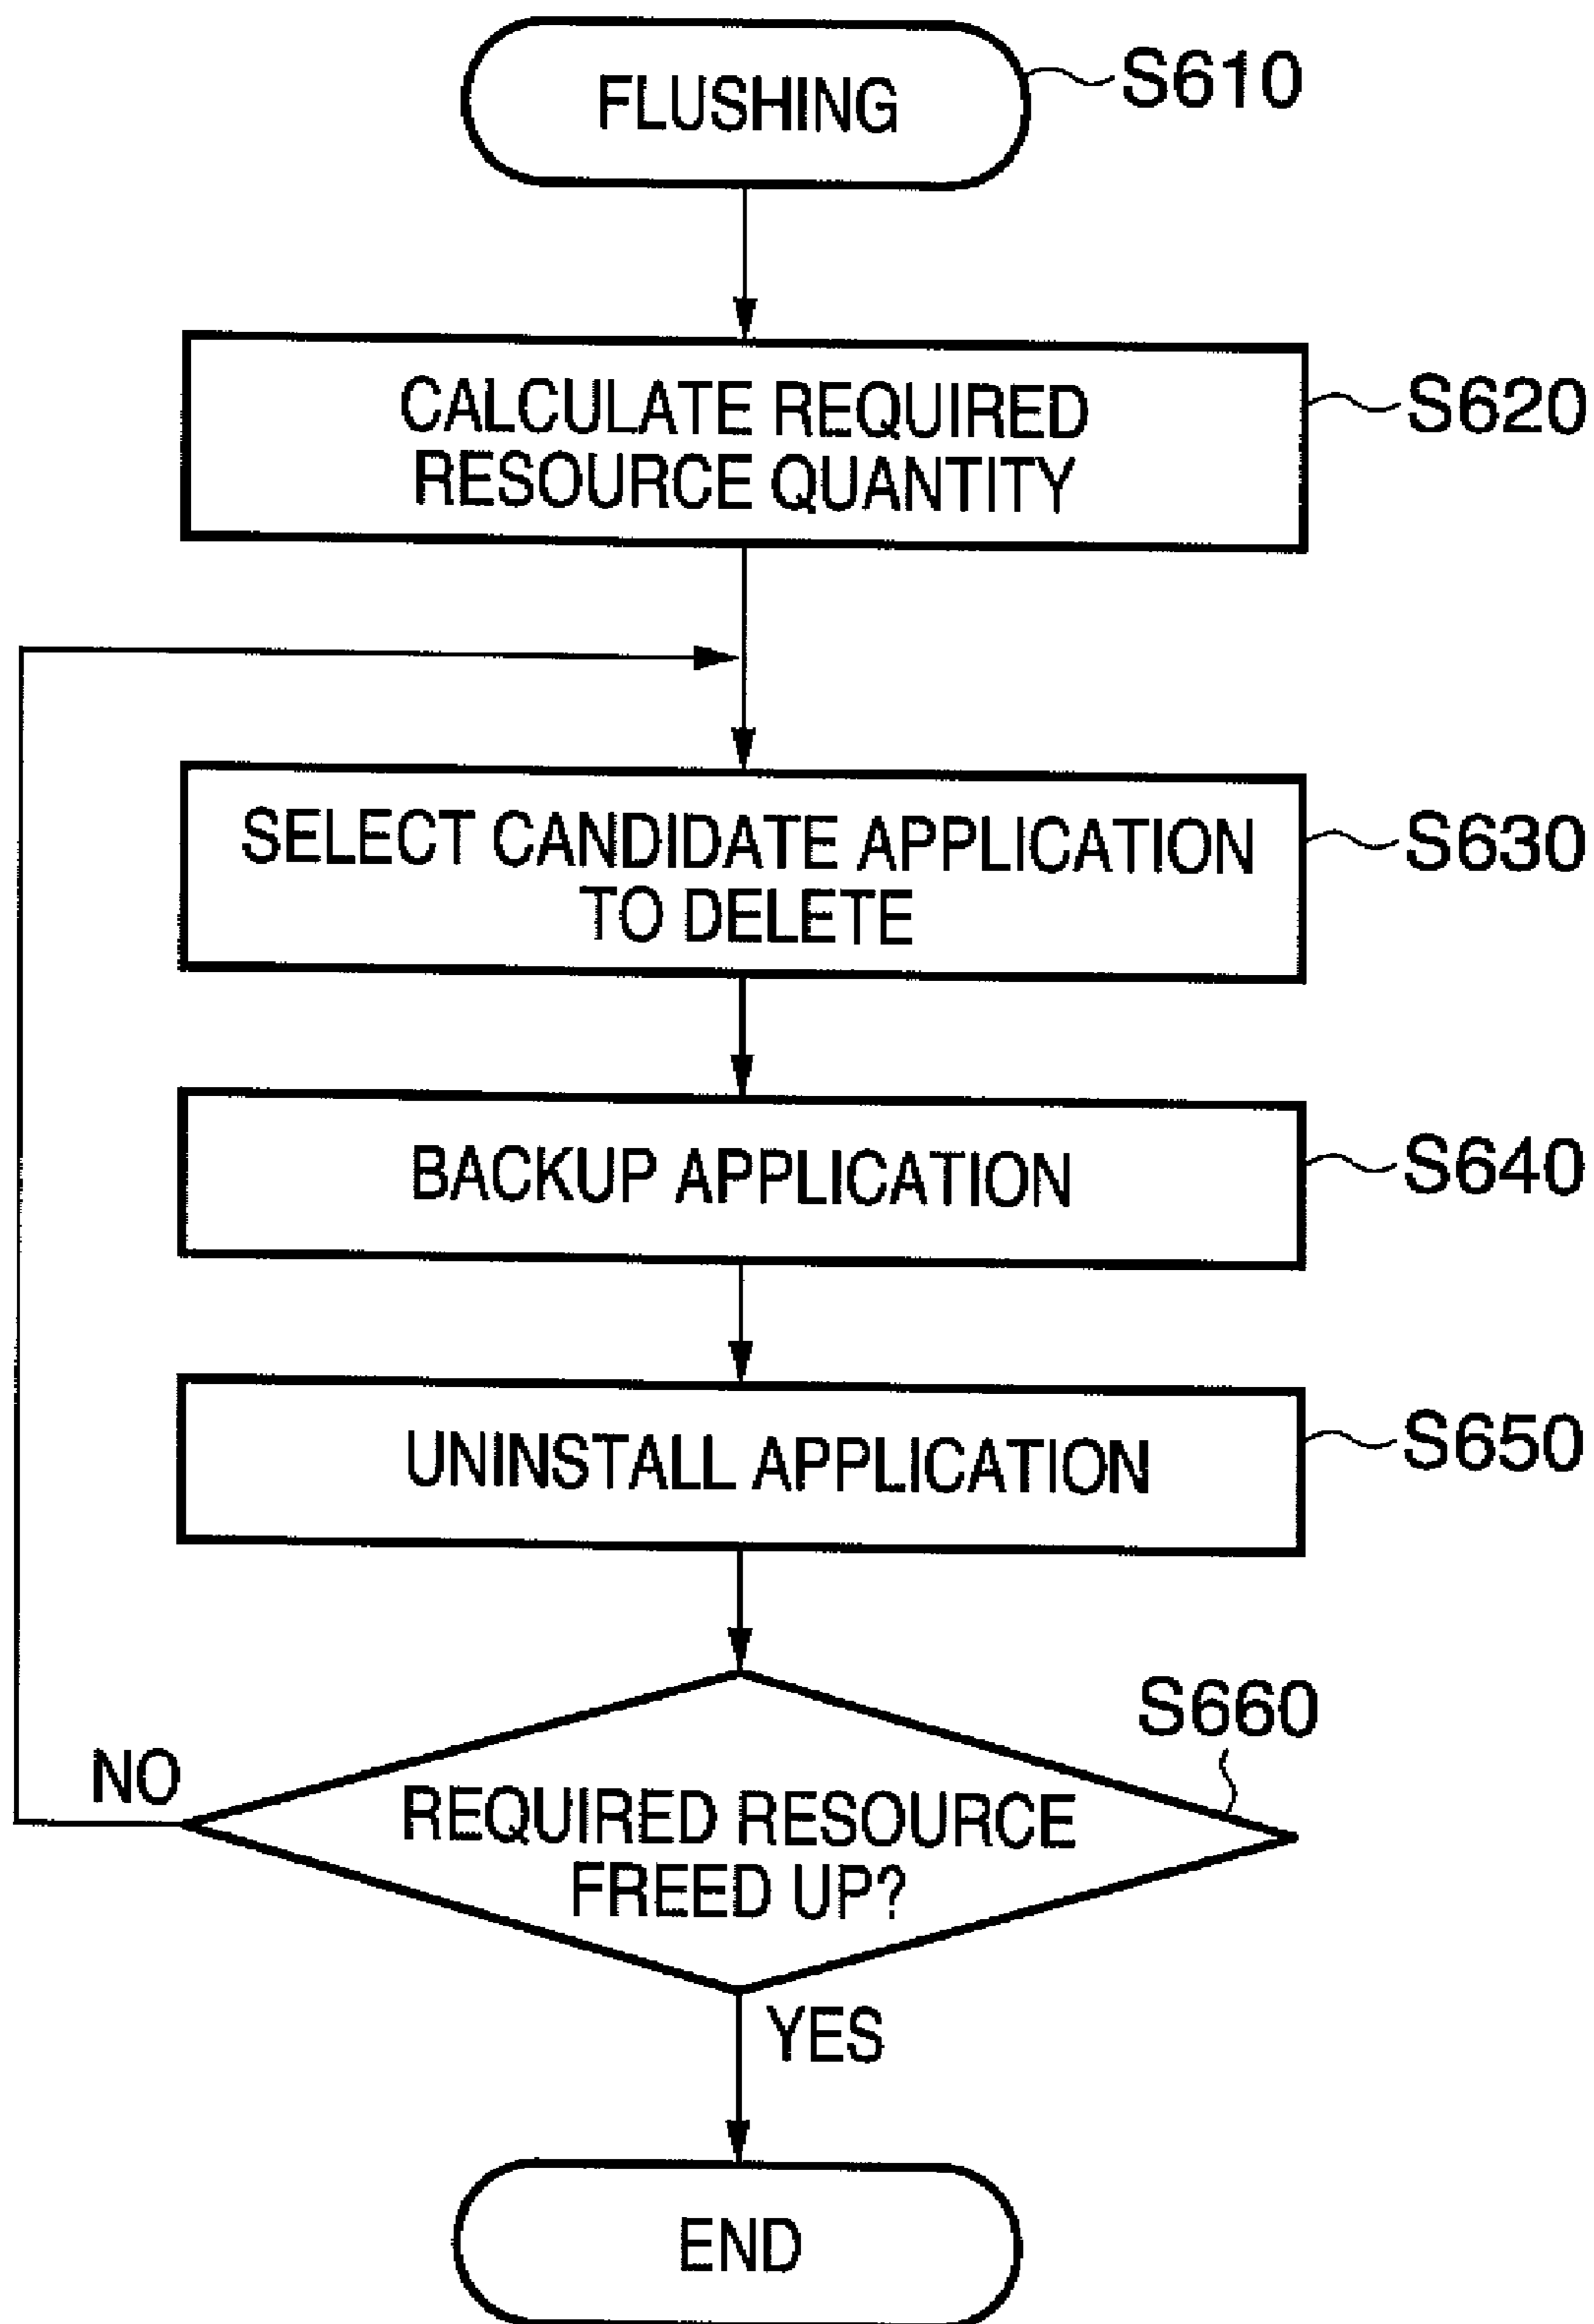 FLUSHING
S610
CALCULATE REQUIRED
RESOURCE QUANTITY
S620
SELECT CANDIDATE APPLICATION
TO DELETE
S630
BACKUP APPLICATION
S640
UNINSTALL APPLICATION
S650
S660
NO
REQUIRED RESOURCE
FREED UP?
YES
END